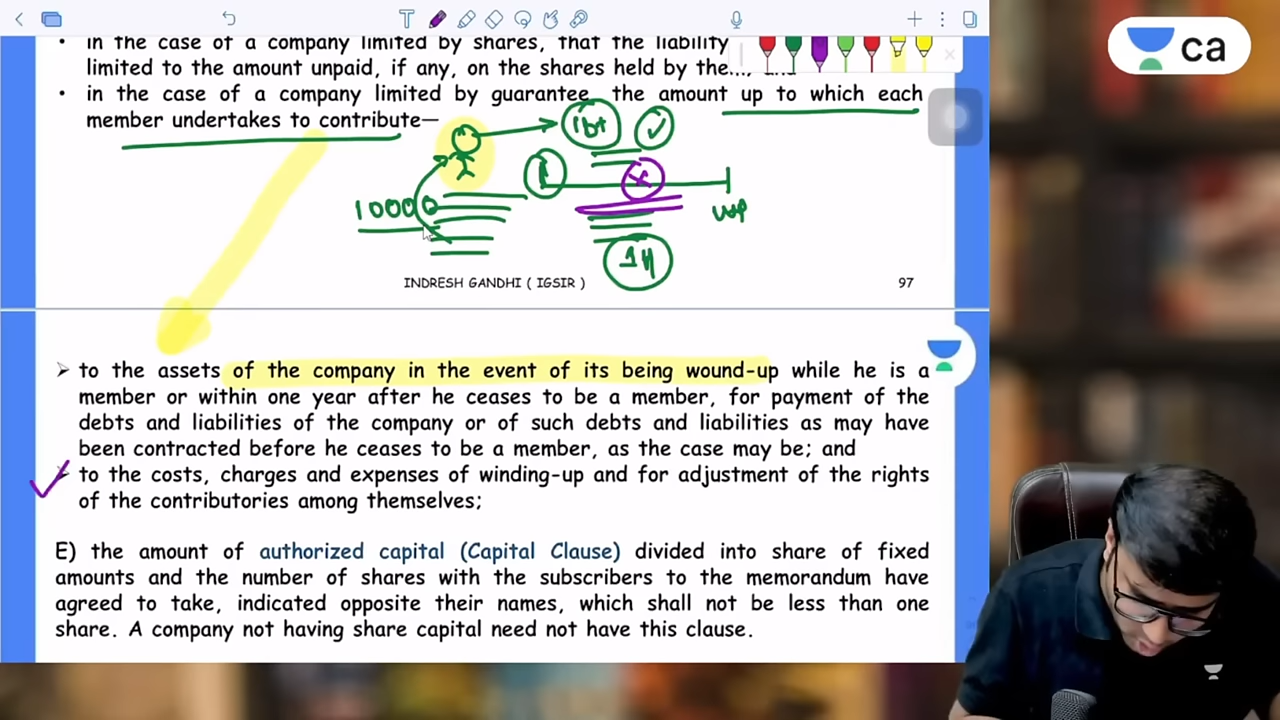 ca
• in the case of a company limited by shares, that the liability
limited to the amount unpaid, if any, on the shares held by them, and
• in the case of a company limited by guarantee, the amount up to which each
member undertakes to contribute—
10000
INDRESH GANDHI ( IGSIR )
97
➢ to the assets of the company in the event of its being wound-up while he is a
member or within one year after he ceases to be a member, for payment of the
debts and liabilities of the company or of such debts and liabilities as may have
been contracted before he ceases to be a member, as the case may be; and
➢ to the costs, charges and expenses of winding-up and for adjustment of the rights
of the contributories among themselves;
E) the amount of authorized capital (Capital Clause) divided into share of fixed
amounts and the number of shares with the subscribers to the memorandum have
agreed to take, indicated opposite their names, which shall not be less than one
share. A company not having share capital need not have this clause.